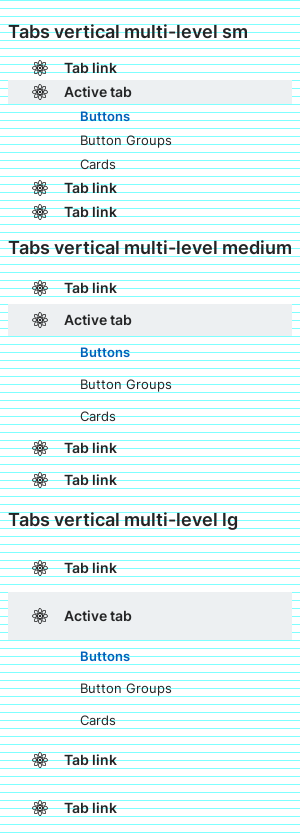 Tabs vertical multi-level sm
Tab link
Active tab
Buttons
Button Groups
Cards
Tab link
Tab link
Tabs vertical multi-level medium
Tab link
Active tab
Buttons
Button Groups
Cards
Tab link
Tab link
Tabs vertical multi-level lg
Tab link
Active tab
Buttons
Button Groups
Cards
Tab link
Tab link